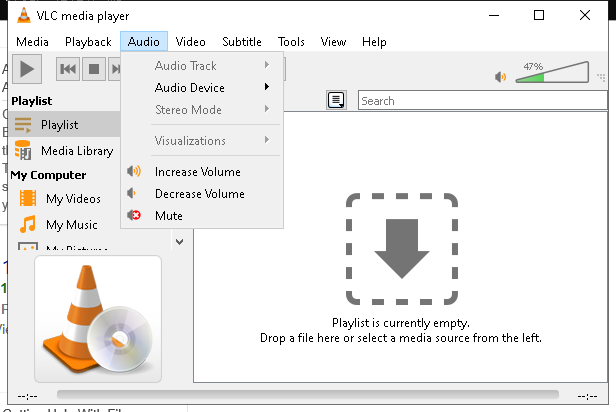 VLC media player
Media Playback Audio Video Subtitle Tools View Help
Audio Track
Audio Device
Stereo Mode
Visualizations
Increase Volume
Decrease Volume
Mute
47%
Search
Playlist
Playlist
Media Library
My Computer
My Videos
My Music
My Pictures
Playlist is currently empty.
Drop a file here or select a media source from the left.
--:-- --:--